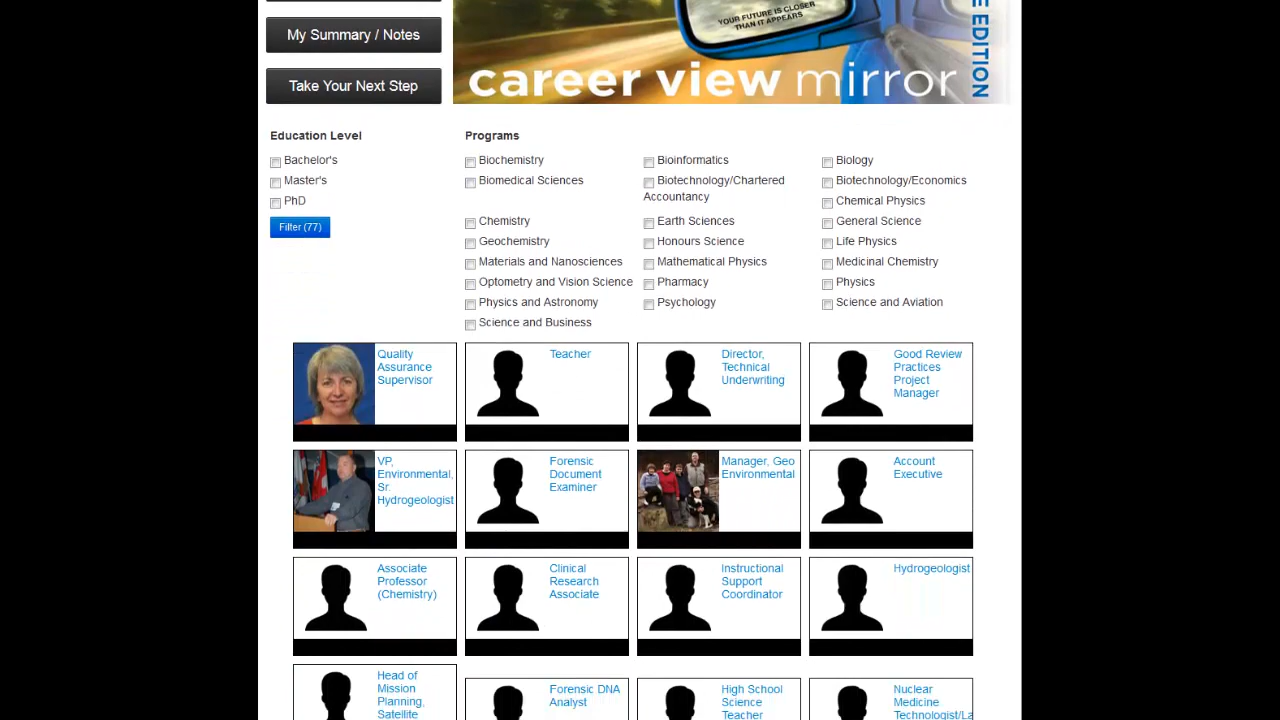 My Summary / Notes
Take Your Next Step
YOUR FUTURE IS CLOSER
THAN IT APPEARS
career view mirror
E EDITION
Education Level
Bachelor's
Master's
PhD
Filter (77)
Programs
Biochemistry
Bioinformatics
Biology
Biomedical Sciences
Biotechnology/Chartered
Accountancy
Biotechnology/Economics
Chemical Physics
Chemistry
Earth Sciences
General Science
Geochemistry
Honours Science
Life Physics
Materials and Nanosciences
Mathematical Physics
Medicinal Chemistry
Optometry and Vision Science
Pharmacy
Physics
Physics and Astronomy
Psychology
Science and Aviation
Science and Business
Quality
Assurance
Supervisor
Teacher
Director,
Technical
Underwriting
Good Review
Practices
Project
Manager
VP,
Environmental,
Sr.
Hydrogeologist
Forensic
Document
Examiner
Manager, Geo
Environmental
Account
Executive
Associate
Professor
(Chemistry)
Clinical
Research
Associate
Instructional
Support
Coordinator
Hydrogeologist
Head of
Mission
Planning,
Satellite
Forensic DNA
Analyst
High School
Science
Teacher
Nuclear
Medicine
Technologist/La